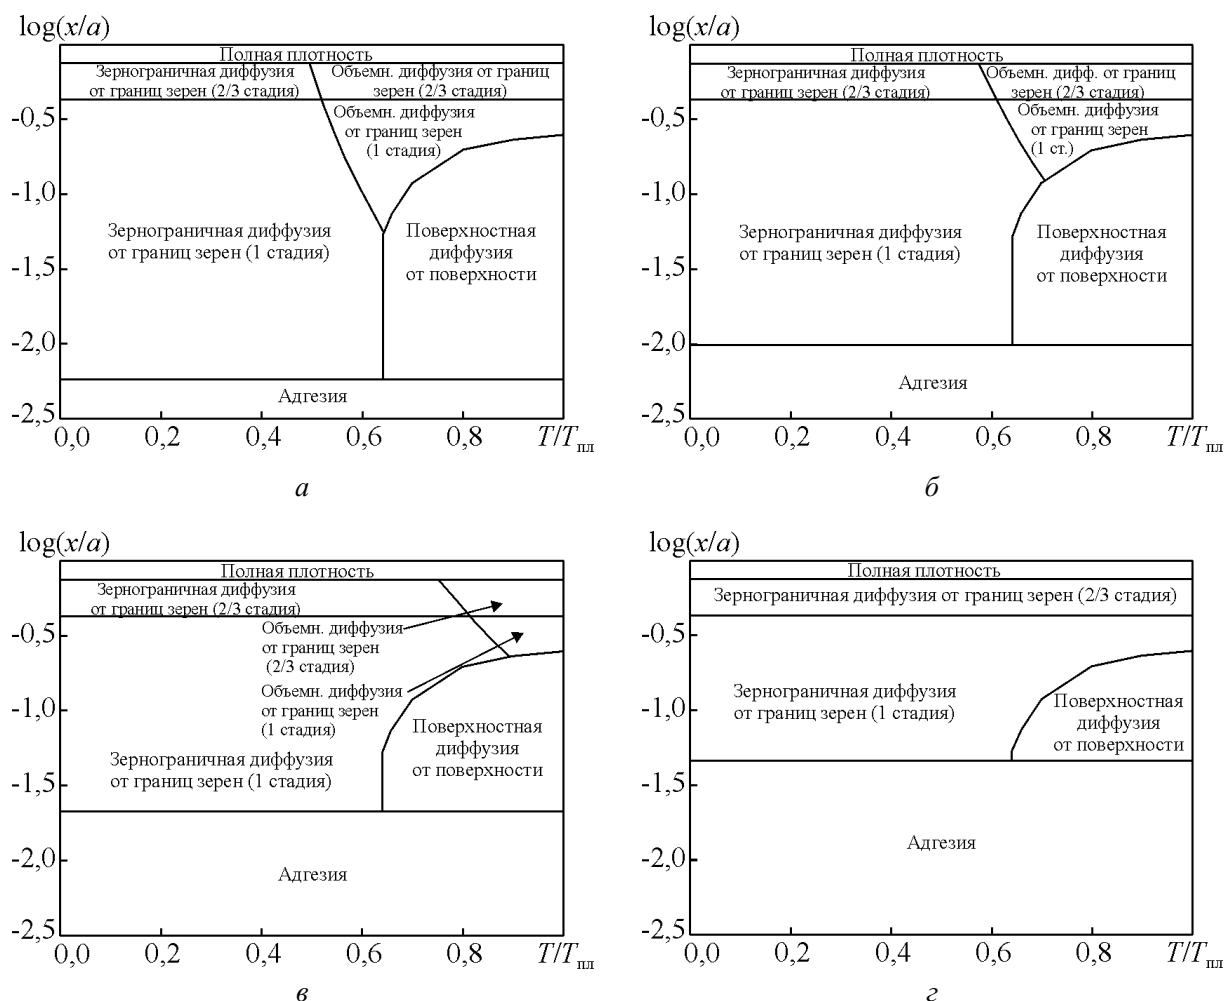 log(x/a)
Полная плотность
Зернограничная диффузия
от границ зерен (2/3 стадия)
Объемн. диффузия от границ
зерен (2/3 стадия)
-0,5
Объемн. диффузия
от границ зерен
(1 стадия)
-1,0
Зернограничная диффузия
от границ зерен (1 стадия)
Поверхностная
диффузия
от поверхности
-1,5
-2,0
Адгезия
-2,5
0,0 0,2 0,4 0,6 0,8 T/Tпл
а
log(x/a)
Полная плотность
Зернограничная диффузия
от границ зерен (2/3 стадия)
Объемн. дифф. от границ
зерен (2/3 стадия)
-0,5
Объемн. диффузия
от границ зерен
(1 ст.)
-1,0
Зернограничная диффузия
от границ зерен (1 стадия)
Поверхностная
диффузия
от поверхности
-1,5
-2,0
Адгезия
-2,5
0,0 0,2 0,4 0,6 0,8 T/Tпл
б
log(x/a)
Полная плотность
Зернограничная диффузия
от границ зерен (2/3 стадия)
-0,5
Объемн. диффузия
от границ зерен
(2/3 стадия)
Объемн. диффузия
от границ зерен
(1 стадия)
-1,0
Поверхностная
диффузия
от поверхности
Зернограничная диффузия
от границ зерен (1 стадия)
-1,5
-2,0
Адгезия
-2,5
0,0 0,2 0,4 0,6 0,8 T/Tпл
в
log(x/a)
Полная плотность
Зернограничная диффузия от границ зерен (2/3 стадия)
-0,5
Зернограничная диффузия
от границ зерен (1 стадия)
-1,0
Поверхностная
диффузия
от поверхности
-1,5
Адгезия
-2,0
-2,5
0,0 0,2 0,4 0,6 0,8 T/Tпл
г